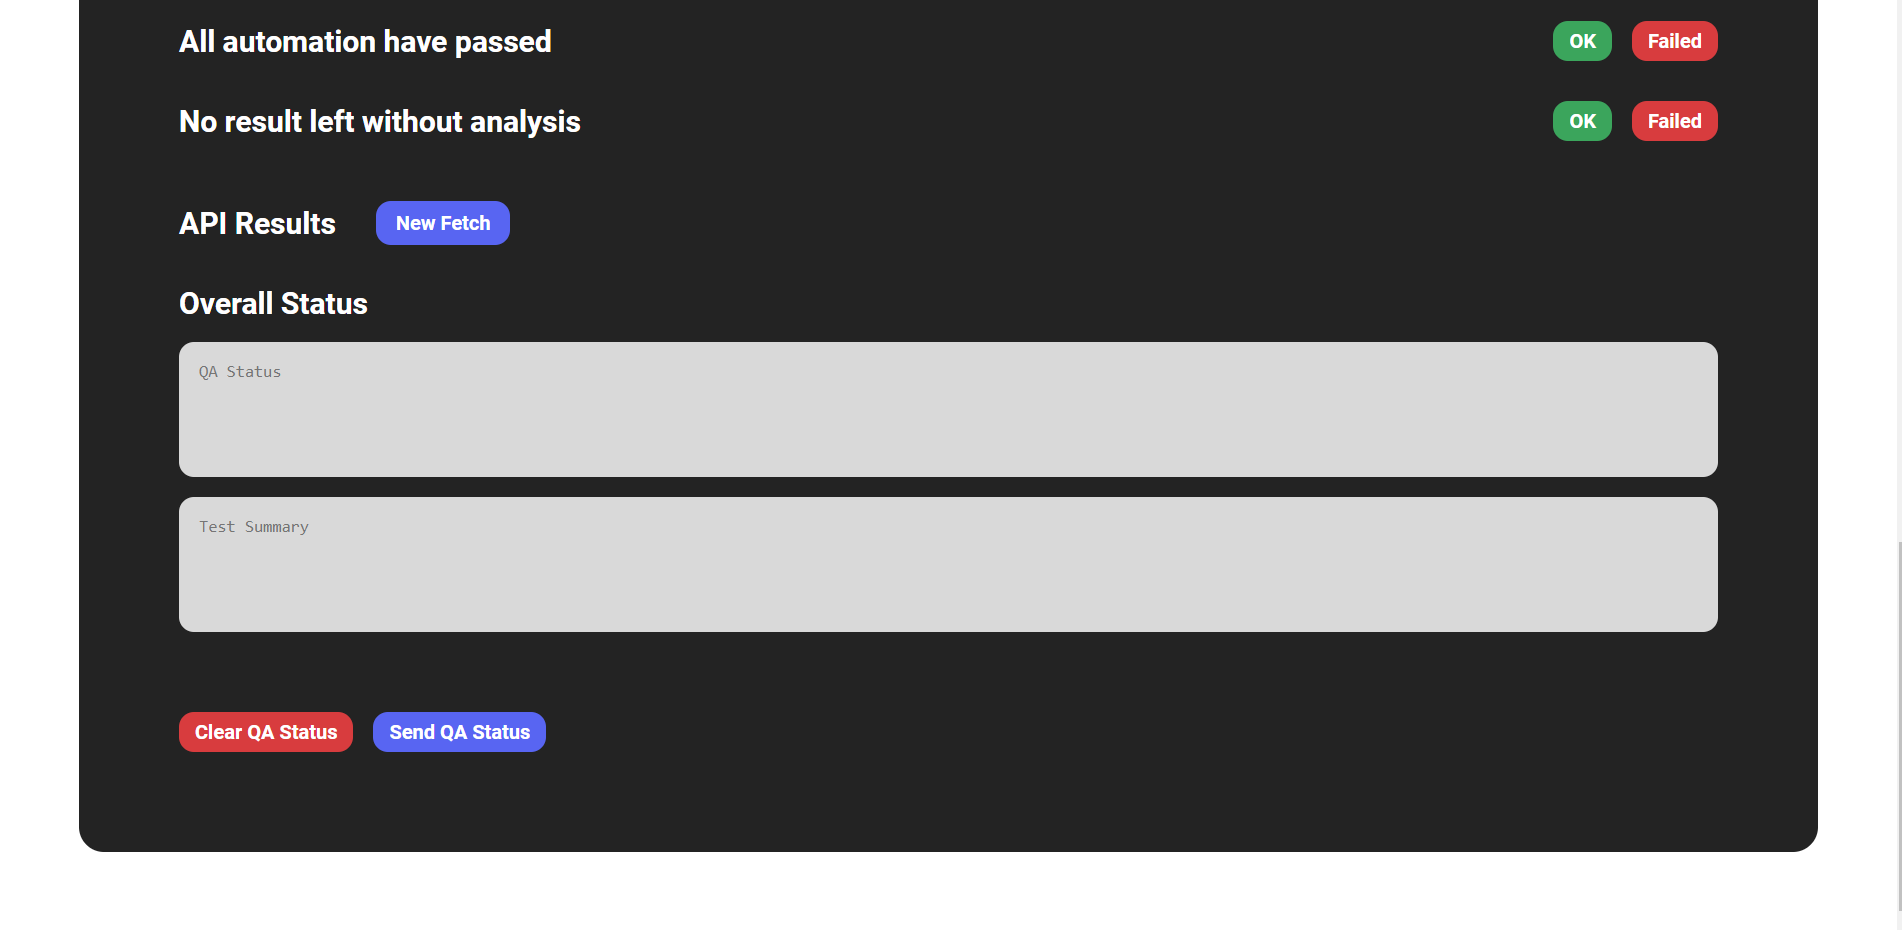 All automation have passed OK Failed
No result left without analysis OK Failed
API Results New Fetch
Overall Status
QA Status
Test Summary
Clear QA Status Send QA Status